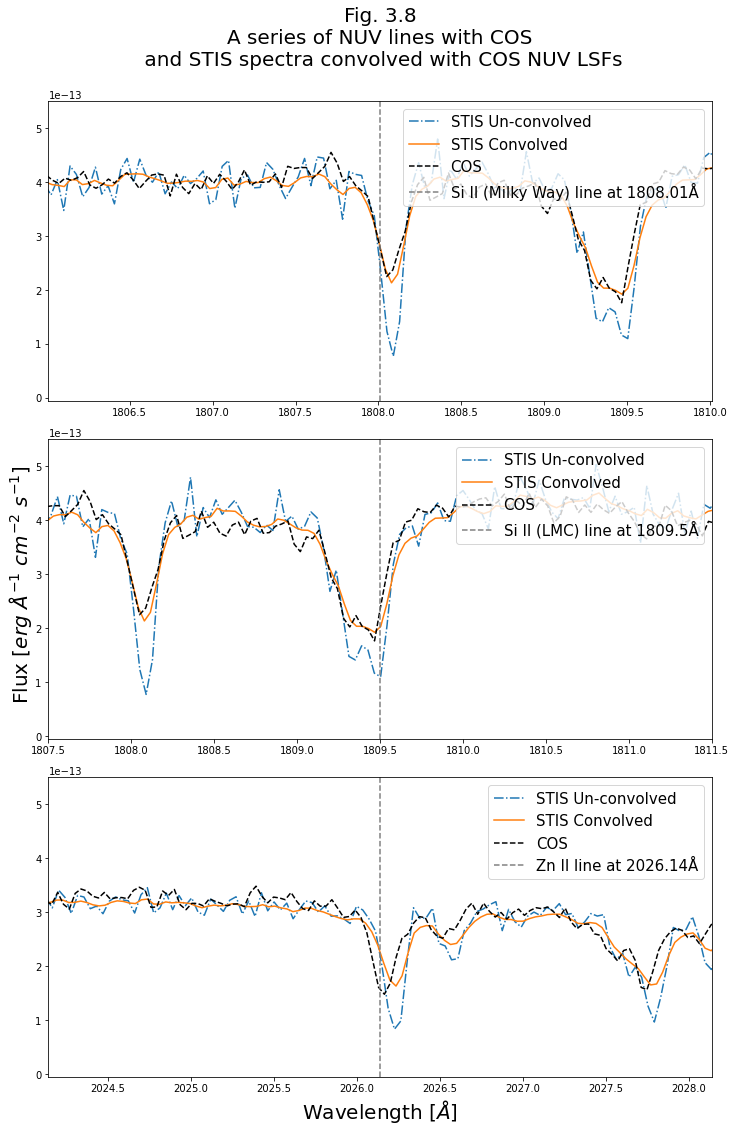 Fig. 3.8
A series of NUV lines with COS
and STIS spectra convolved with COS NUV LSFs
1e−13
STIS Un-convolved
STIS Convolved
COS
Si II (Milky Way) line at 1808.01Å
5
4
3
2
1
0
1806.5 1807.0 1807.5 1808.0 1808.5 1809.0 1809.5 1810.0
1e−13
STIS Un-convolved
STIS Convolved
COS
Si II (LMC) line at 1809.5Å
5
4
3
2
1
0
1807.5 1808.0 1808.5 1809.0 1809.5 1810.0 1810.5 1811.0 1811.5
Flux [erg Å⁻¹ cm⁻² s⁻¹]
1e−13
STIS Un-convolved
STIS Convolved
COS
Zn II line at 2026.14Å
5
4
3
2
1
0
2024.5 2025.0 2025.5 2026.0 2026.5 2027.0 2027.5 2028.0
Wavelength [Å]